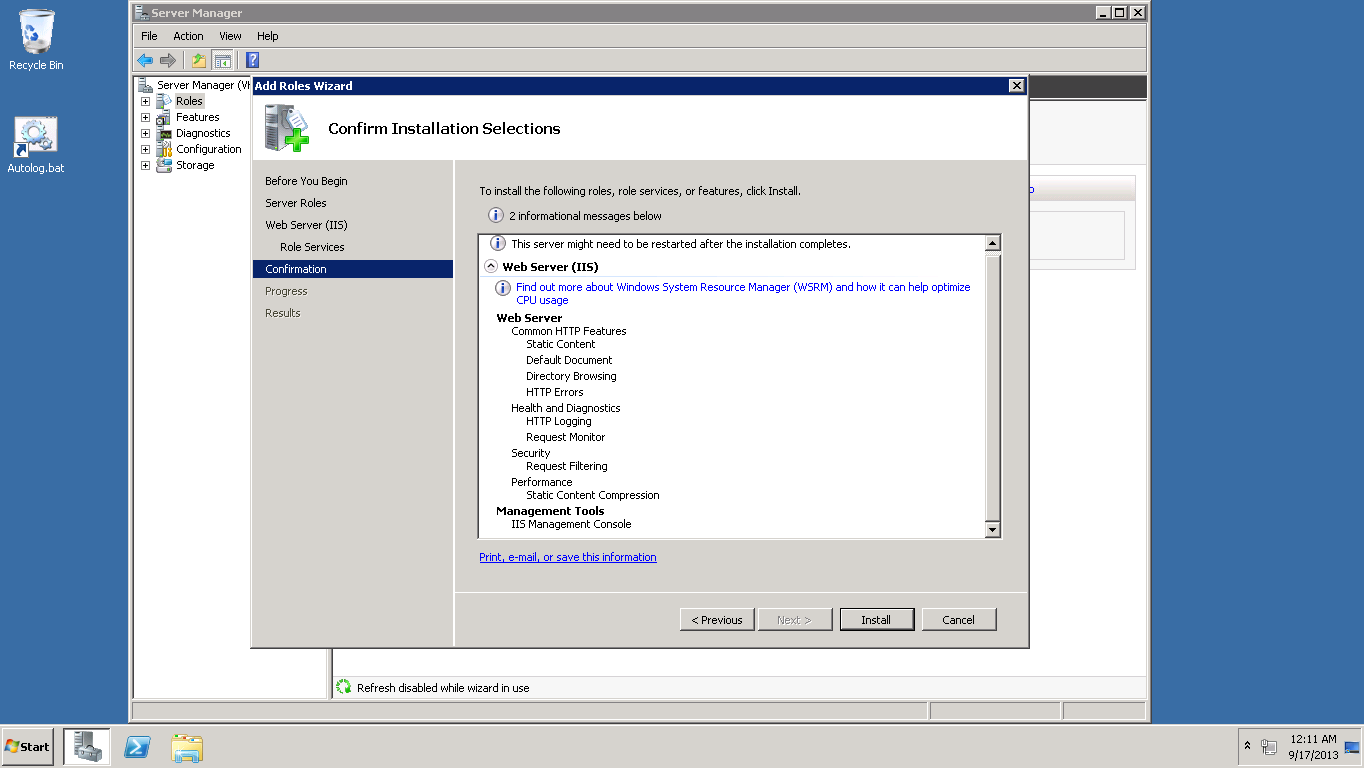 Recycle Bin
Autolog.bat
Server Manager
File Action View Help
Server Manager (
Roles
Features
Diagnostics
Configuration
Storage
Add Roles Wizard
Confirm Installation Selections
Before You Begin
Server Roles
Web Server (IIS)
Role Services
Confirmation
Progress
Results
To install the following roles, role services, or features, click Install.
2 informational messages below
This server might need to be restarted after the installation completes.
Web Server (IIS)
Find out more about Windows System Resource Manager (WSRM) and how it can help optimize
CPU usage
Web Server
Common HTTP Features
Static Content
Default Document
Directory Browsing
HTTP Errors
Health and Diagnostics
HTTP Logging
Request Monitor
Security
Request Filtering
Performance
Static Content Compression
Management Tools
IIS Management Console
Print, e-mail, or save this information
< Previous Next > Install Cancel
Refresh disabled while wizard in use
Start
12:11 AM
9/17/2013